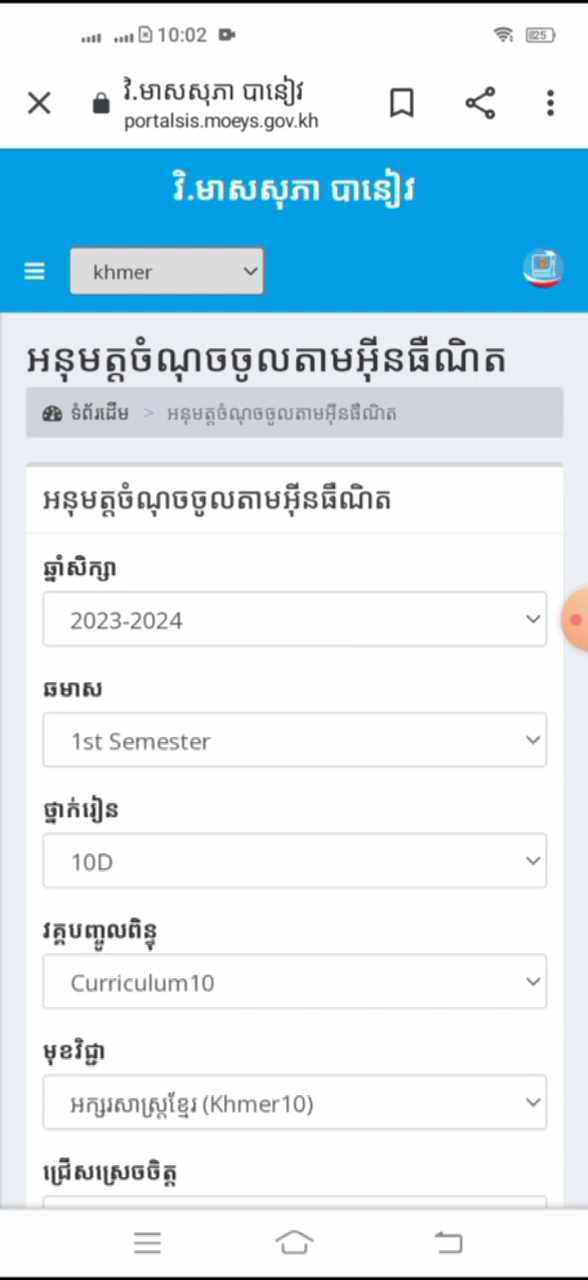 10:02
25
វិ.មាសសុភា បានៀវ
portalsis.moeys.gov.kh
វិ.មាសសុភា បានៀវ
khmer
អនុមត្តចំណុចចូលតាមអ៊ីនធឺណិត
ទំព័រដើម > អនុមត្តចំណុចចូលតាមអ៊ីនធឺណិត
អនុមត្តចំណុចចូលតាមអ៊ីនធឺណិត
ឆ្នាំសិក្សា
2023-2024
ឆមាស
1st Semester
ថ្នាក់រៀន
10D
វគ្គបញ្ចូលពិន្ទុ
Curriculum10
មុខវិជ្ជា
អក្សរសាស្ត្រខ្មែរ (Khmer10)
ជ្រើសស្រេចចិត្ត